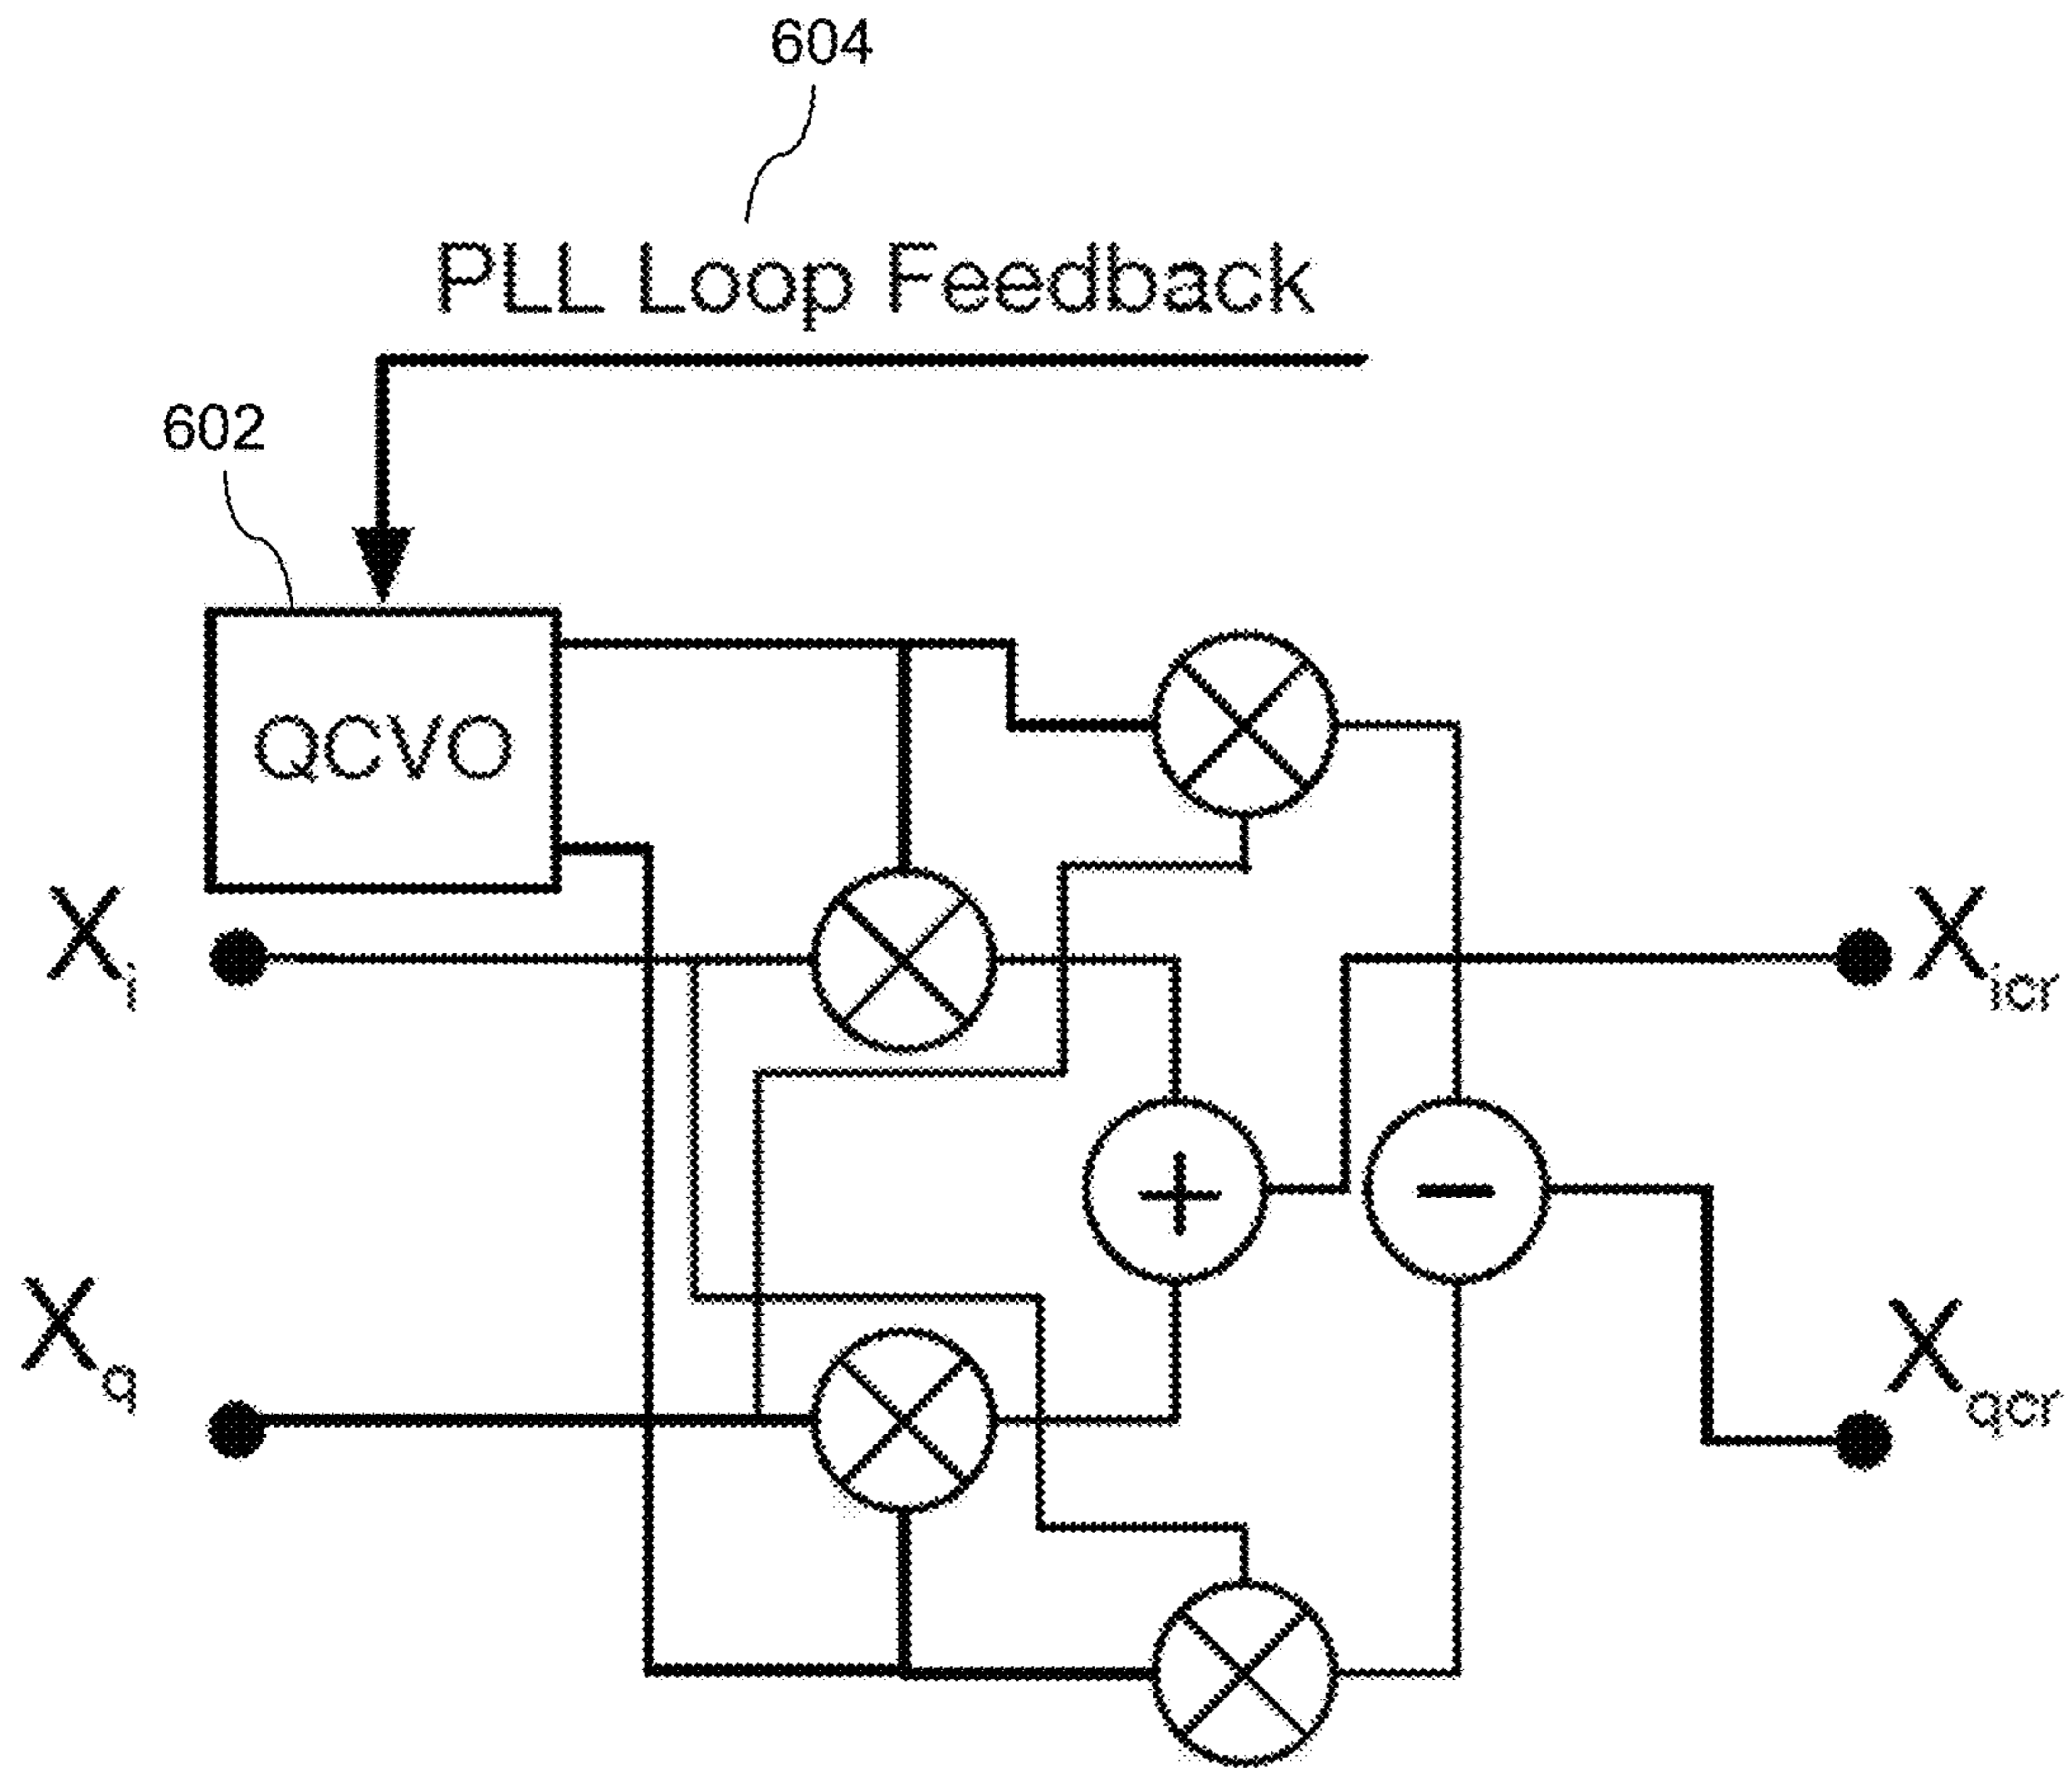 604
PLL Loop Feedback
602
QCVO
Xi
Xicr
Xq
Xqcr